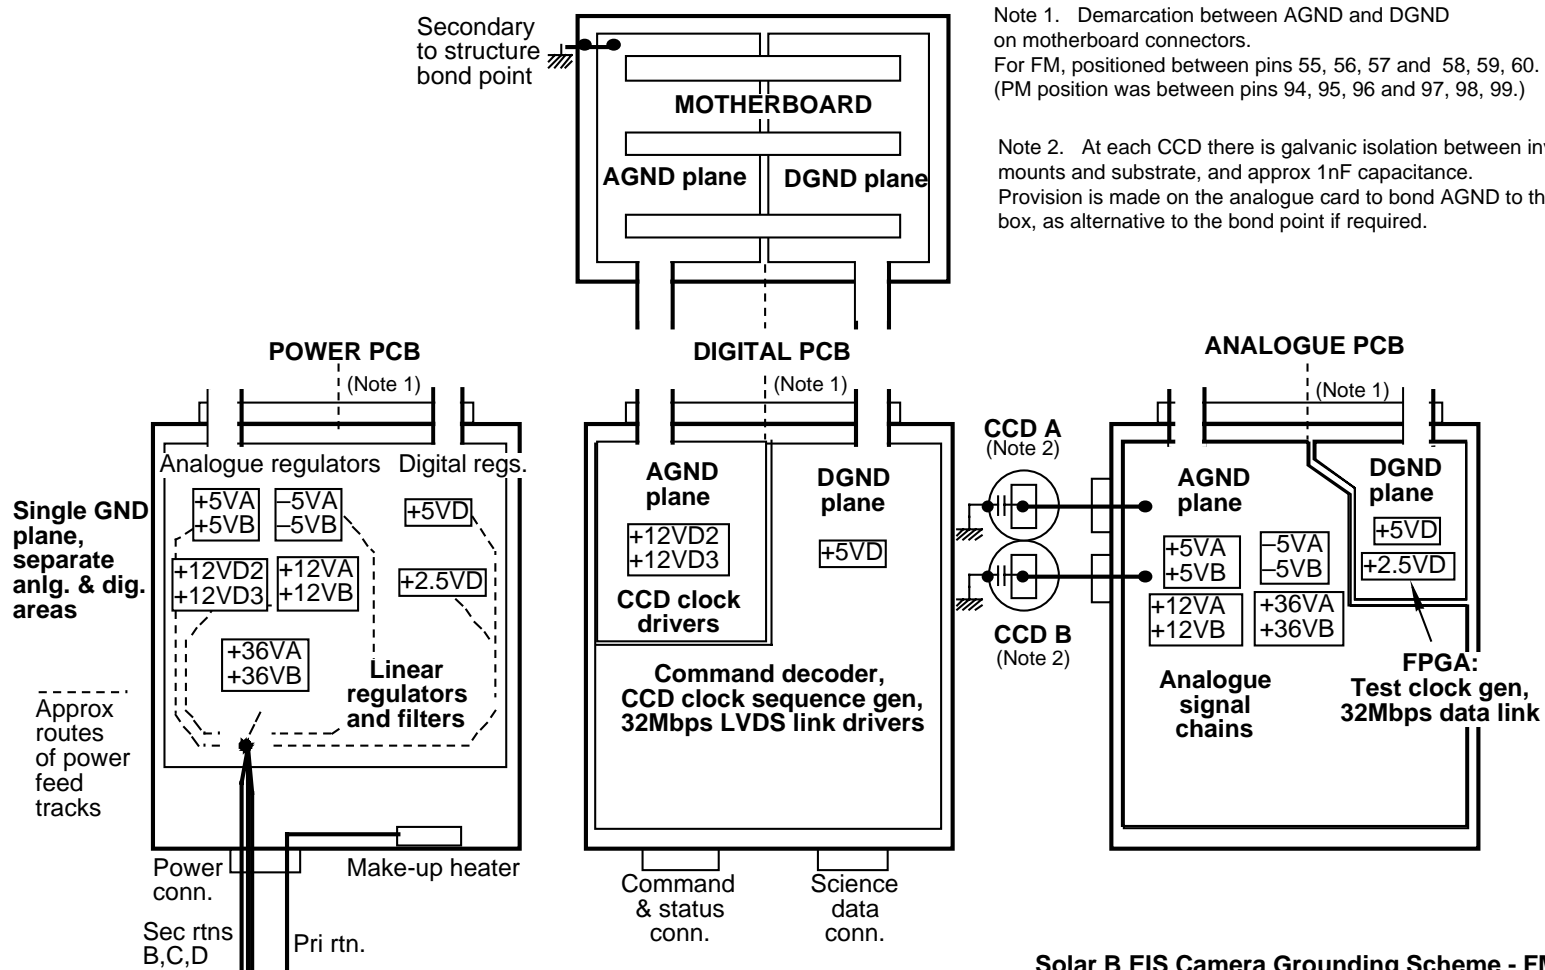 Secondary
to structure
bond point
Note 1. Demarcation between AGND and DGND
on motherboard connectors.
For FM, positioned between pins 55, 56, 57 and 58, 59, 60.
(PM position was between pins 94, 95, 96 and 97, 98, 99.)
Note 2. At each CCD there is galvanic isolation between
mounts and substrate, and approx 1nF capacitance.
Provision is made on the analogue card to bond AGND to
box, as alternative to the bond point if required.
MOTHERBOARD
AGND plane
DGND plane
POWER PCB
(Note 1)
Analogue regulators
Digital regs.
+5VA
+5VB
–5VA
–5VB
+5VD
+12VD2
+12VD3
+12VA
+12VB
+2.5VD
+36VA
+36VB
Linear
regulators
and filters
Single GND
plane,
separate
anlg. & dig.
areas
Approx
routes
of power
feed
tracks
Power
conn.
Make-up heater
Sec rtns
B,C,D
Pri rtn.
DIGITAL PCB
(Note 1)
AGND
plane
+12VD2
+12VD3
CCD clock
drivers
DGND
plane
+5VD
Command decoder,
CCD clock sequence gen,
32Mbps LVDS link drivers
Command
& status
conn.
Science
data
conn.
CCD A
(Note 2)
CCD B
(Note 2)
ANALOGUE PCB
(Note 1)
AGND
plane
+5VA
+5VB
–5VA
–5VB
+12VA
+12VB
+36VA
+36VB
Analogue
signal
chains
DGND
plane
+5VD
+2.5VD
FPGA:
Test clock gen,
32Mbps data link
Solar B EIS Camera Grounding Scheme -